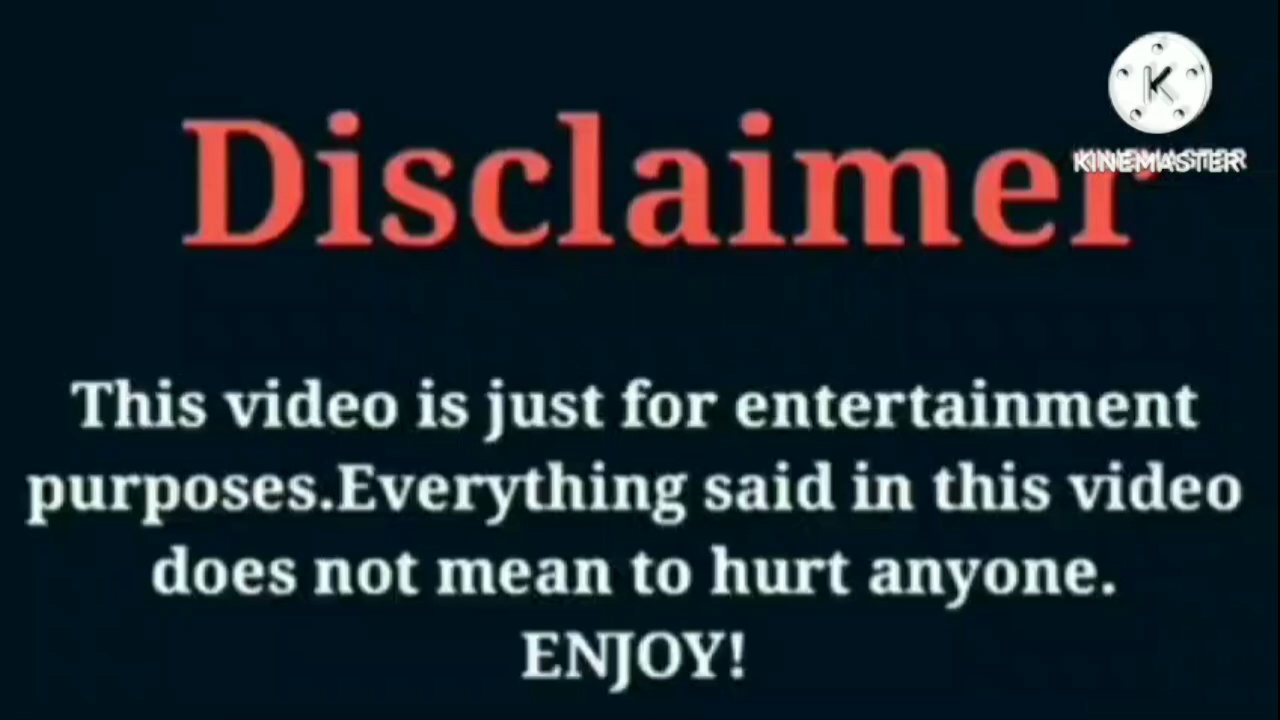 K
KINEMASTER
Disclaimer
This video is just for entertainment
purposes.Everything said in this video
does not mean to hurt anyone.
ENJOY!